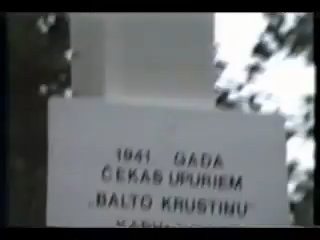 1941. GADA
ČEKAS UPURIEM
„BALTO KRUSTIŅU"